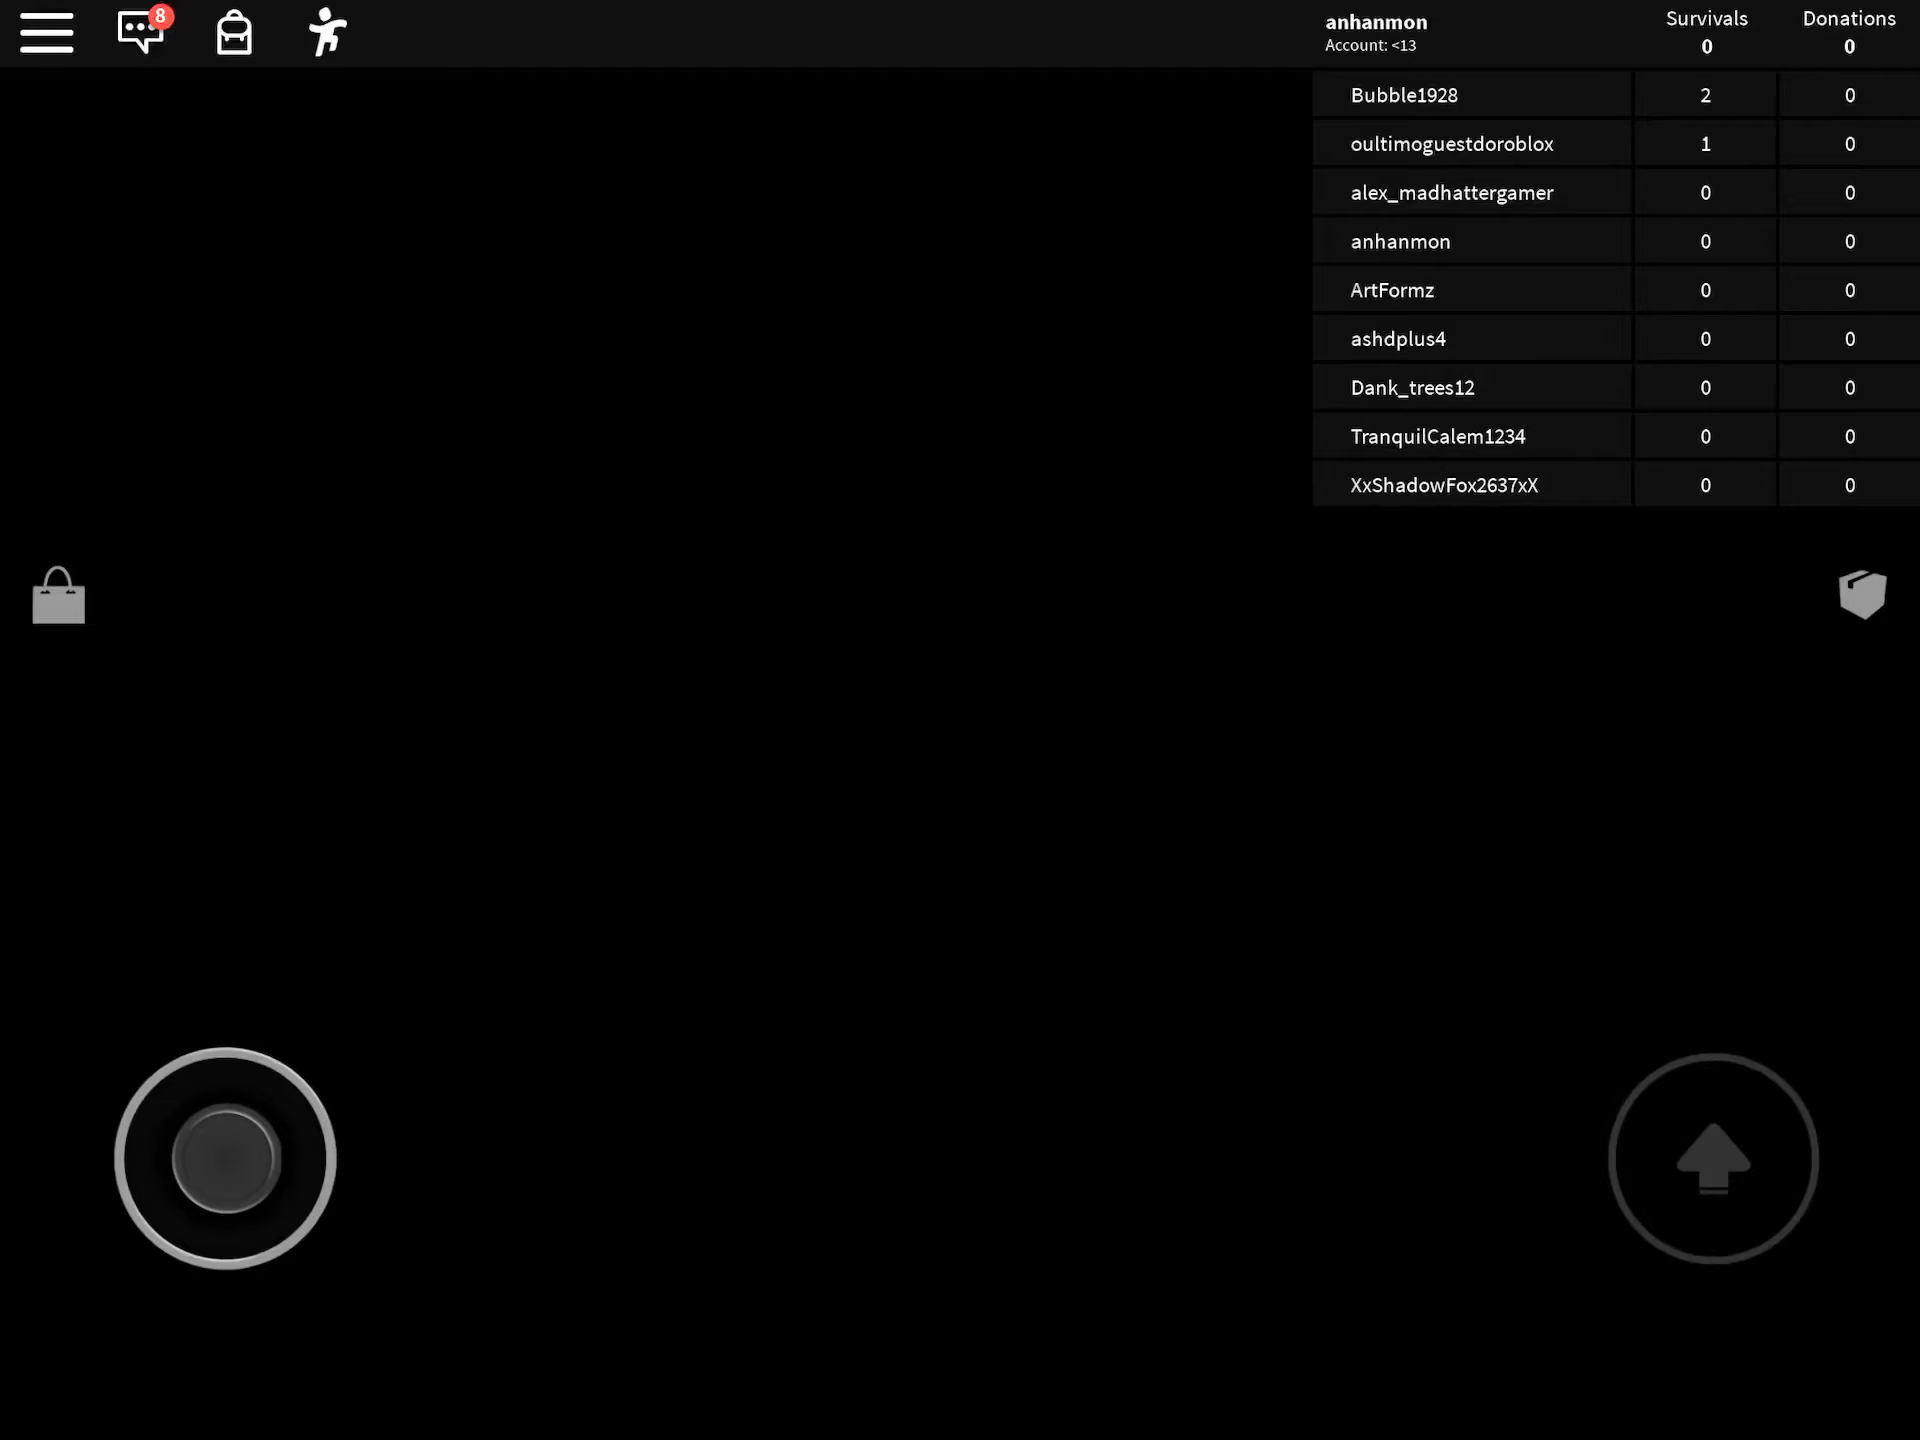 8
anhanmon Survivals Donations
Account: <13 0 0
Bubble1928 2 0
oultimoguestdoroblox 1 0
alex_madhattergamer 0 0
anhanmon 0 0
ArtFormz 0 0
ashdplus4 0 0
Dank_trees12 0 0
TranquilCalem1234 0 0
XxShadowFox2637xX 0 0